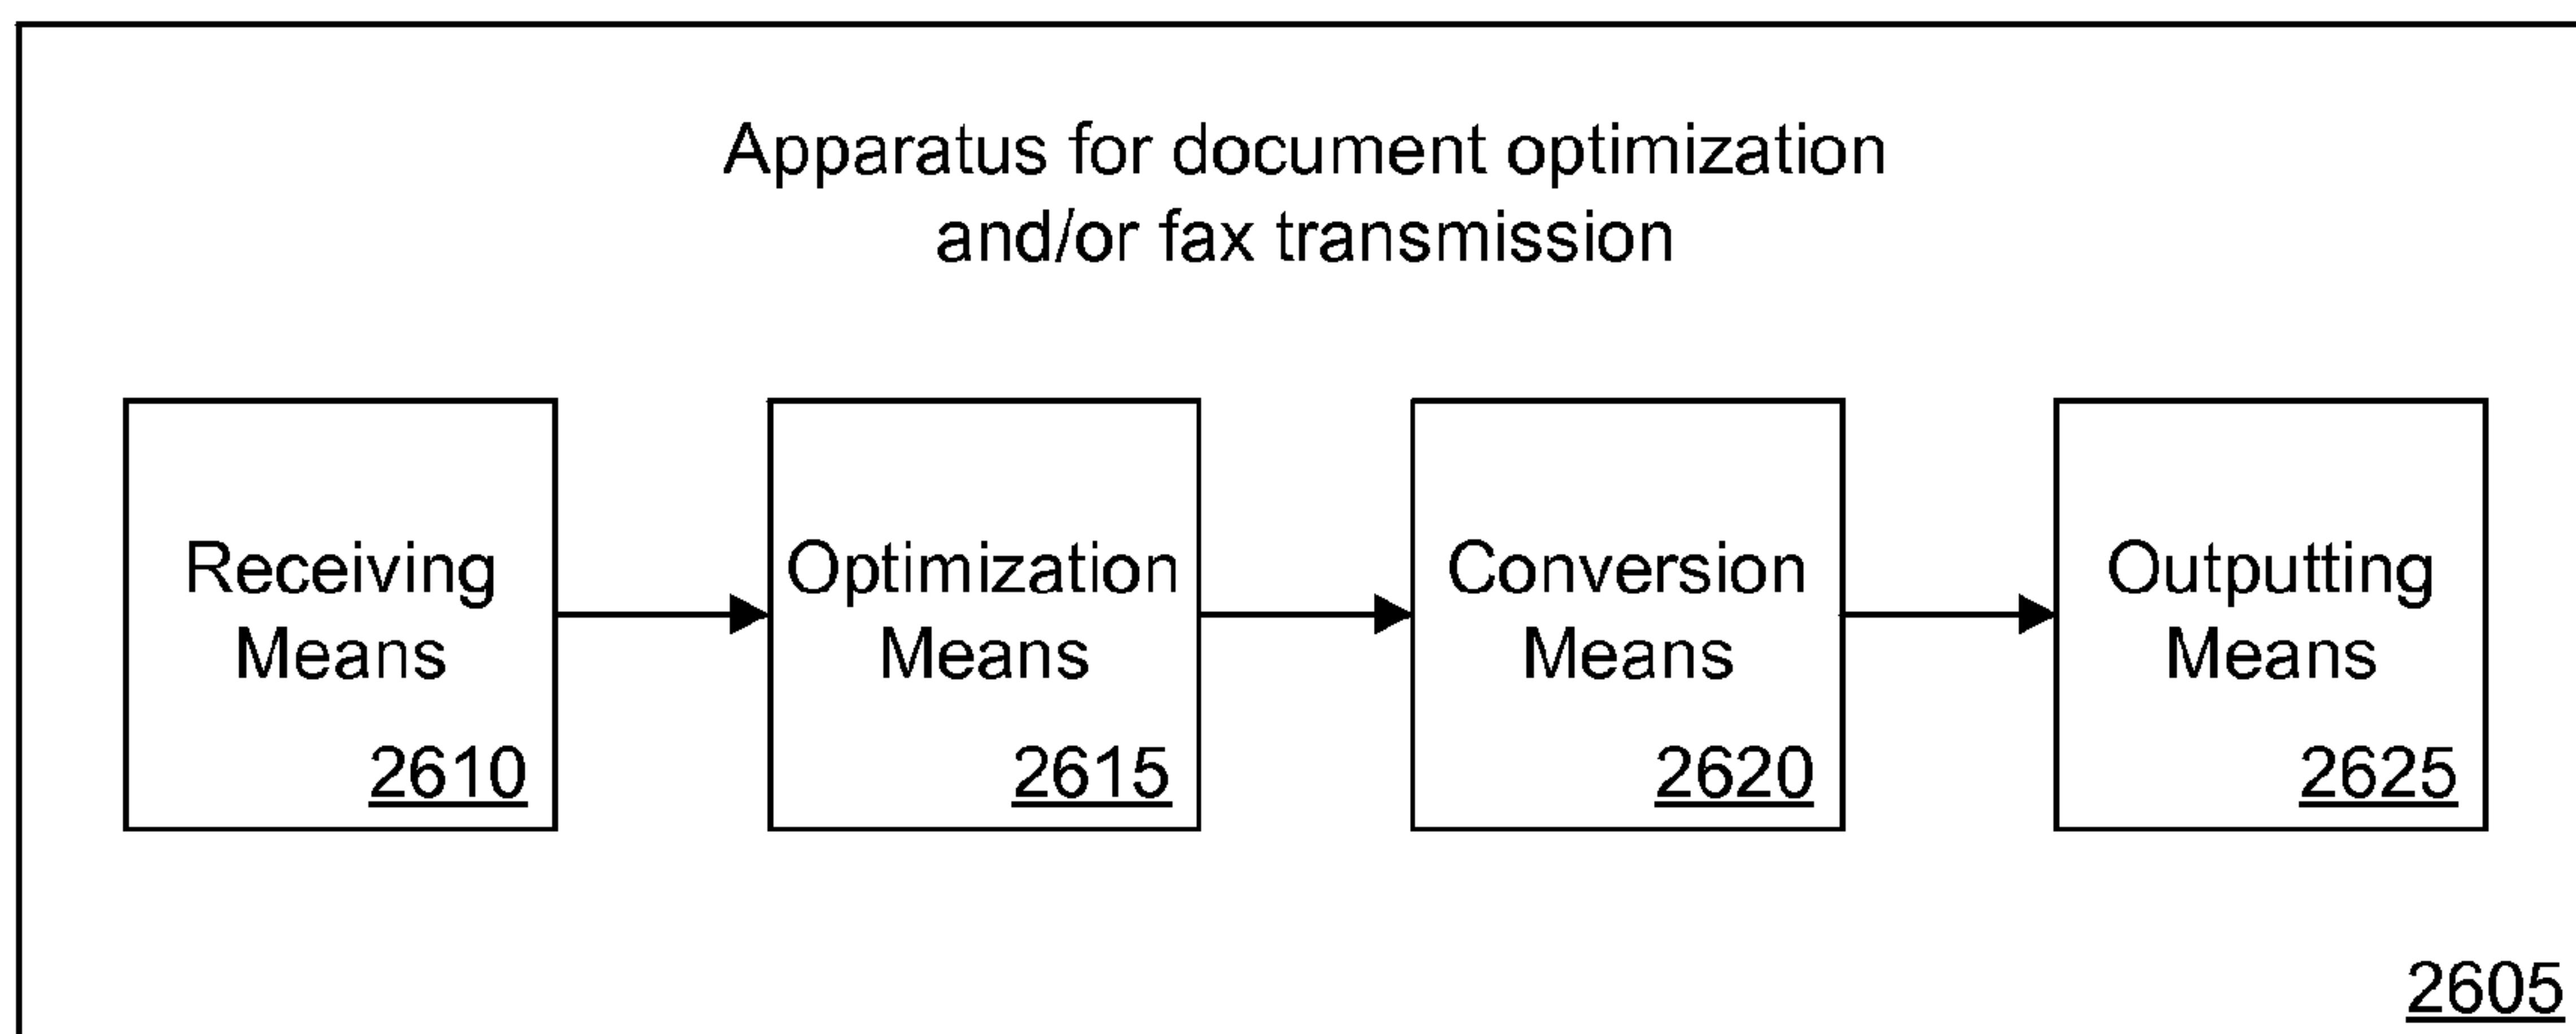 Apparatus for document optimization
and/or fax transmission
Receiving
Means
2610
Optimization
Means
2615
Conversion
Means
2620
Outputting
Means
2625
2605